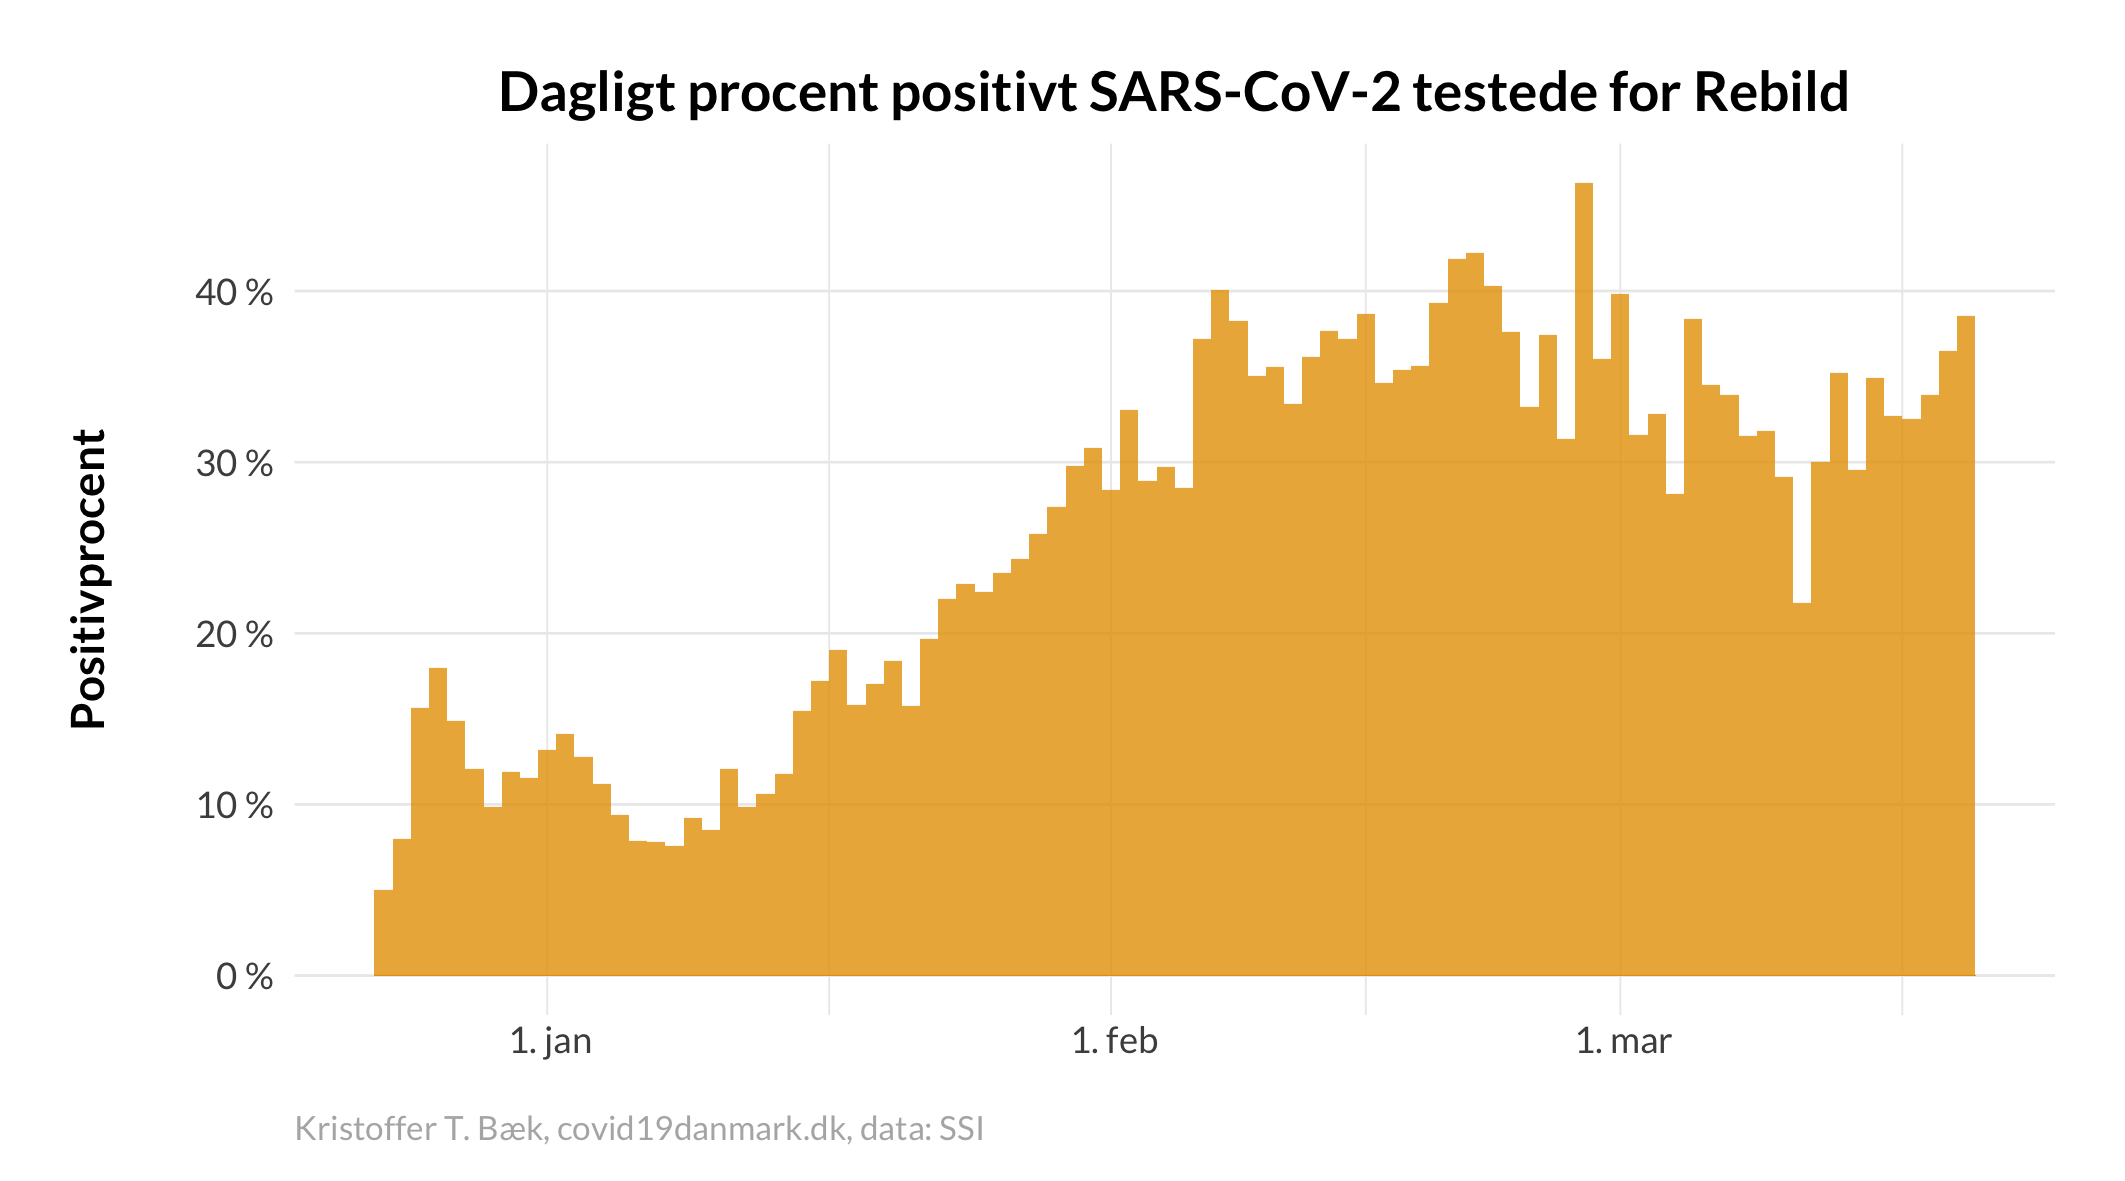 Dagligt procent positivt SARS-CoV-2 testede for Rebild
Positivprocent
40 %
30 %
20 %
10 %
0 %
1. jan
1. feb
1. mar
Kristoffer T. Bæk, covid19danmark.dk, data: SSI